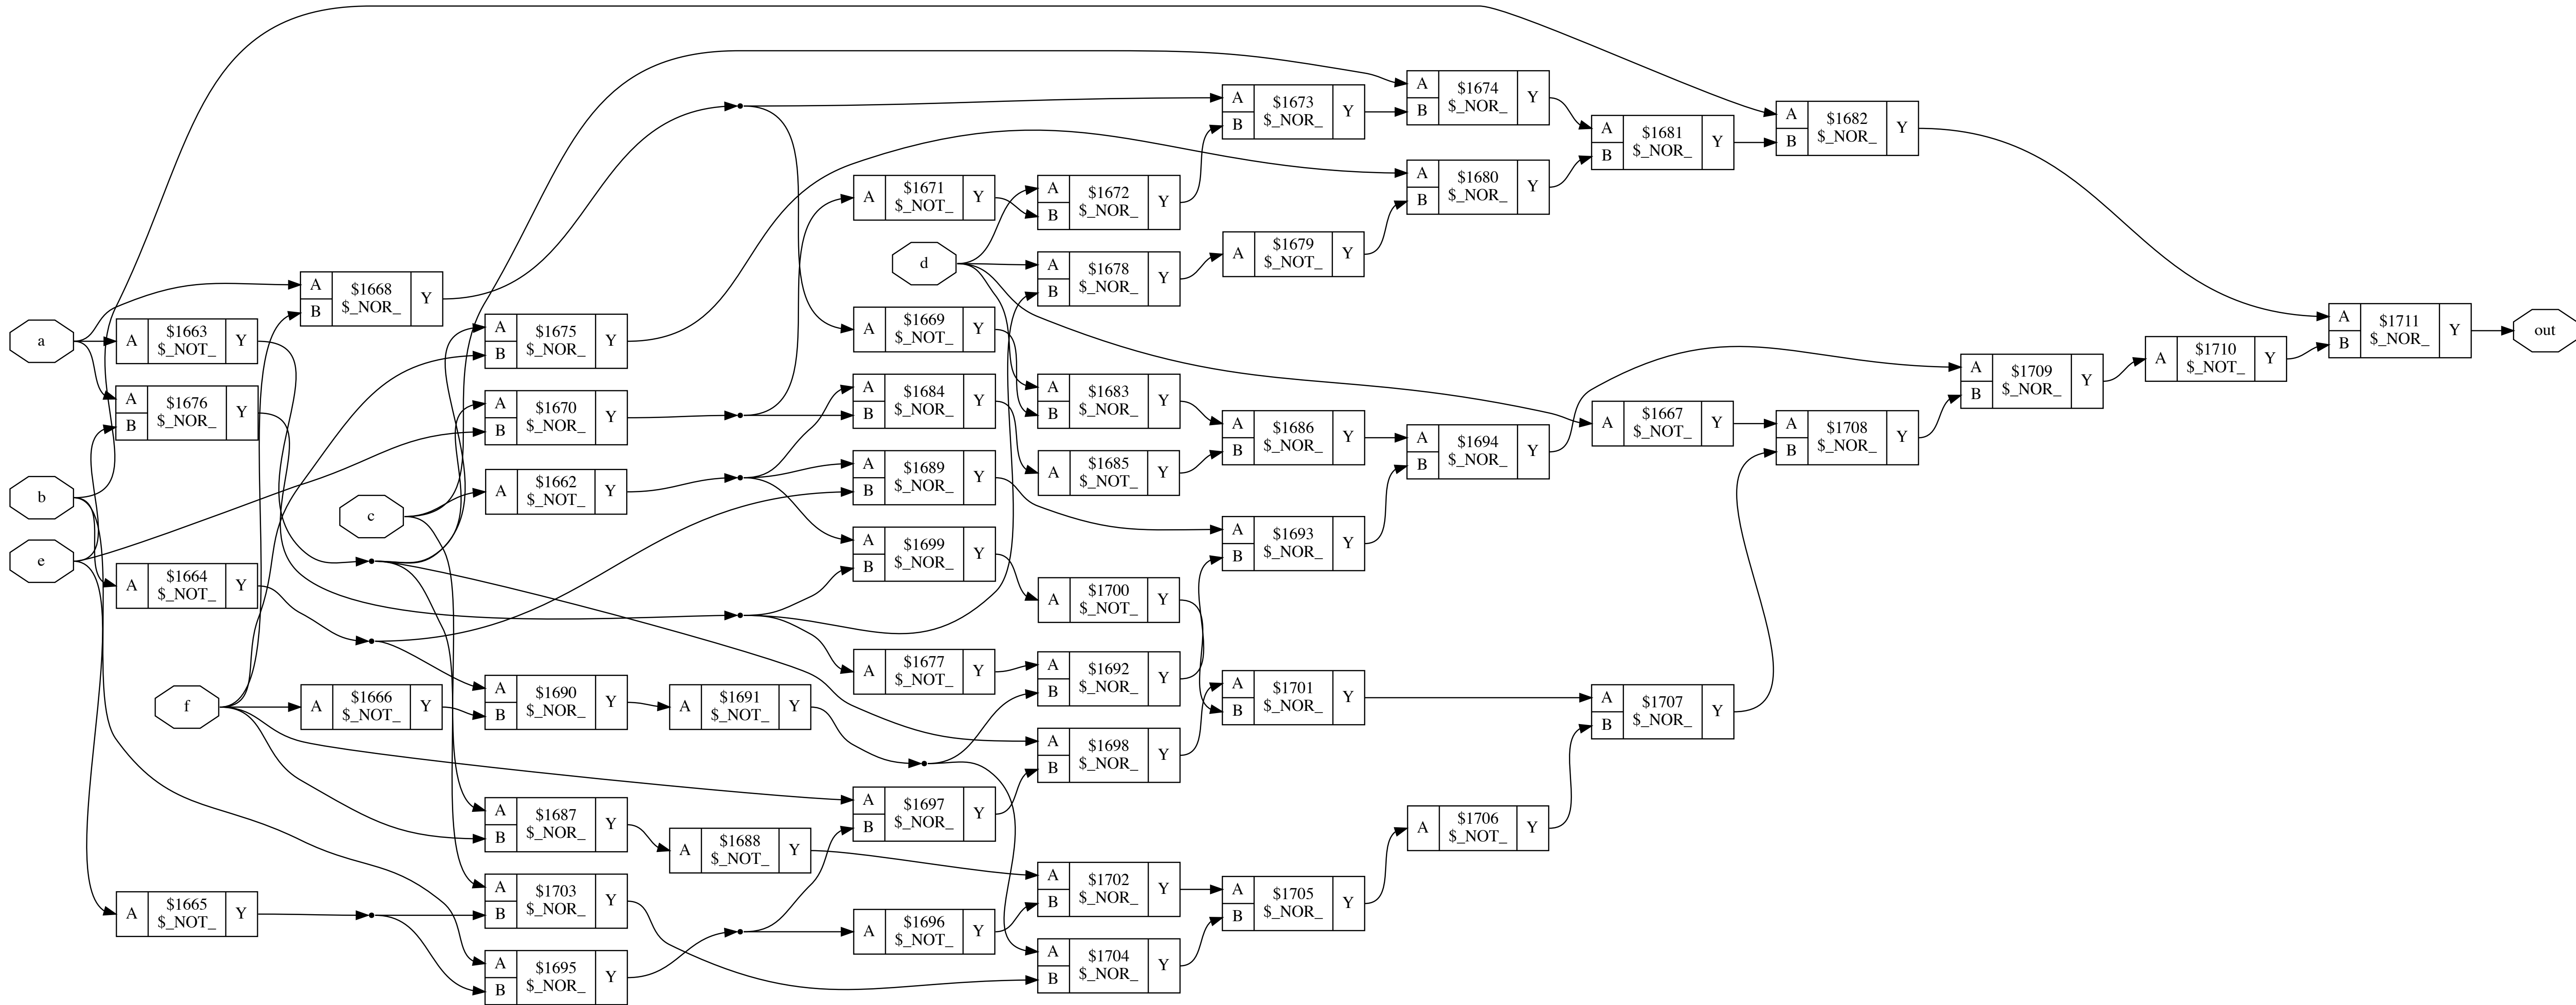 a
b
e
A $1663 Y
$_NOT_
A $1676 Y
B $_NOR_
A $1664 Y
$_NOT_
A $1665 Y
$_NOT_
f
A $1668 Y
B $_NOR_
c
A $1666 Y
$_NOT_
A $1675 Y
B $_NOR_
A $1670 Y
B $_NOR_
A $1662 Y
$_NOT_
A $1690 Y
B $_NOR_
A $1687 Y
B $_NOR_
A $1703 Y
B $_NOR_
A $1695 Y
B $_NOR_
A $1691 Y
$_NOT_
A $1688 Y
$_NOT_
A $1671 Y
$_NOT_
d
A $1669 Y
$_NOT_
A $1684 Y
B $_NOR_
A $1689 Y
B $_NOR_
A $1699 Y
B $_NOR_
A $1677 Y
$_NOT_
A $1697 Y
B $_NOR_
A $1696 Y
$_NOT_
A $1672 Y
B $_NOR_
A $1678 Y
B $_NOR_
A $1683 Y
B $_NOR_
A $1685 Y
$_NOT_
A $1700 Y
$_NOT_
A $1692 Y
B $_NOR_
A $1698 Y
B $_NOR_
A $1702 Y
B $_NOR_
A $1704 Y
B $_NOR_
A $1673 Y
B $_NOR_
A $1679 Y
$_NOT_
A $1686 Y
B $_NOR_
A $1693 Y
B $_NOR_
A $1701 Y
B $_NOR_
A $1705 Y
B $_NOR_
A $1674 Y
B $_NOR_
A $1680 Y
B $_NOR_
A $1694 Y
B $_NOR_
A $1706 Y
$_NOT_
A $1681 Y
B $_NOR_
A $1667 Y
$_NOT_
A $1707 Y
B $_NOR_
A $1682 Y
B $_NOR_
A $1708 Y
B $_NOR_
A $1709 Y
B $_NOR_
A $1710 Y
$_NOT_
A $1711 Y
B $_NOR_
out